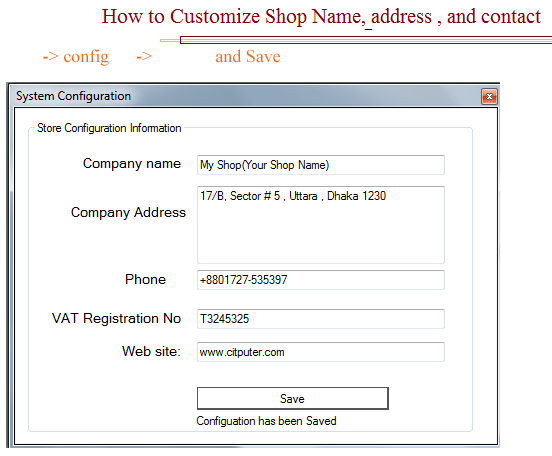 How to Customize Shop Name, address , and contact
-> config -> and Save
System Configuration
Store Configuration Information
Company name My Shop(Your Shop Name)
Company Address 17/B, Sector # 5 , Uttara , Dhaka 1230
Phone +8801727-535397
VAT Registration No T3245325
Web site: www.citputer.com
Save
Configuation has been Saved